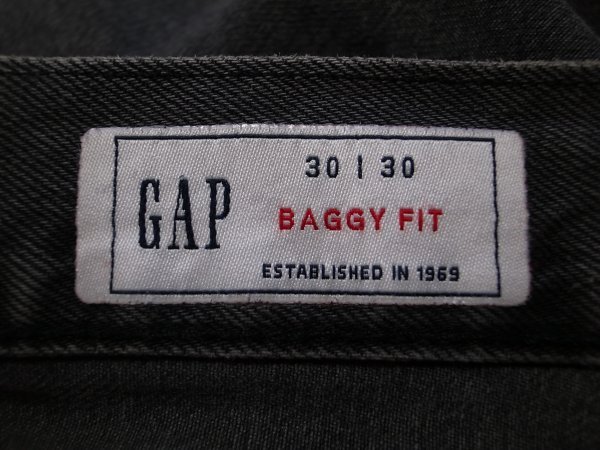 GAP
30 | 30
BAGGY FIT
ESTABLISHED IN 1969